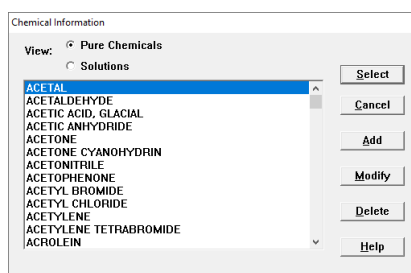 Chemical Information
View:
Pure Chemicals
Solutions
ACETAL
ACETALDEHYDE
ACETIC ACID, GLACIAL
ACETIC ANHYDRIDE
ACETONE
ACETONE CYANOHYDRIN
ACETONITRILE
ACETOPHENONE
ACETYL BROMIDE
ACETYL CHLORIDE
ACETYLENE
ACETYLENE TETRABROMIDE
ACROLEIN
Select
Cancel
Add
Modify
Delete
Help